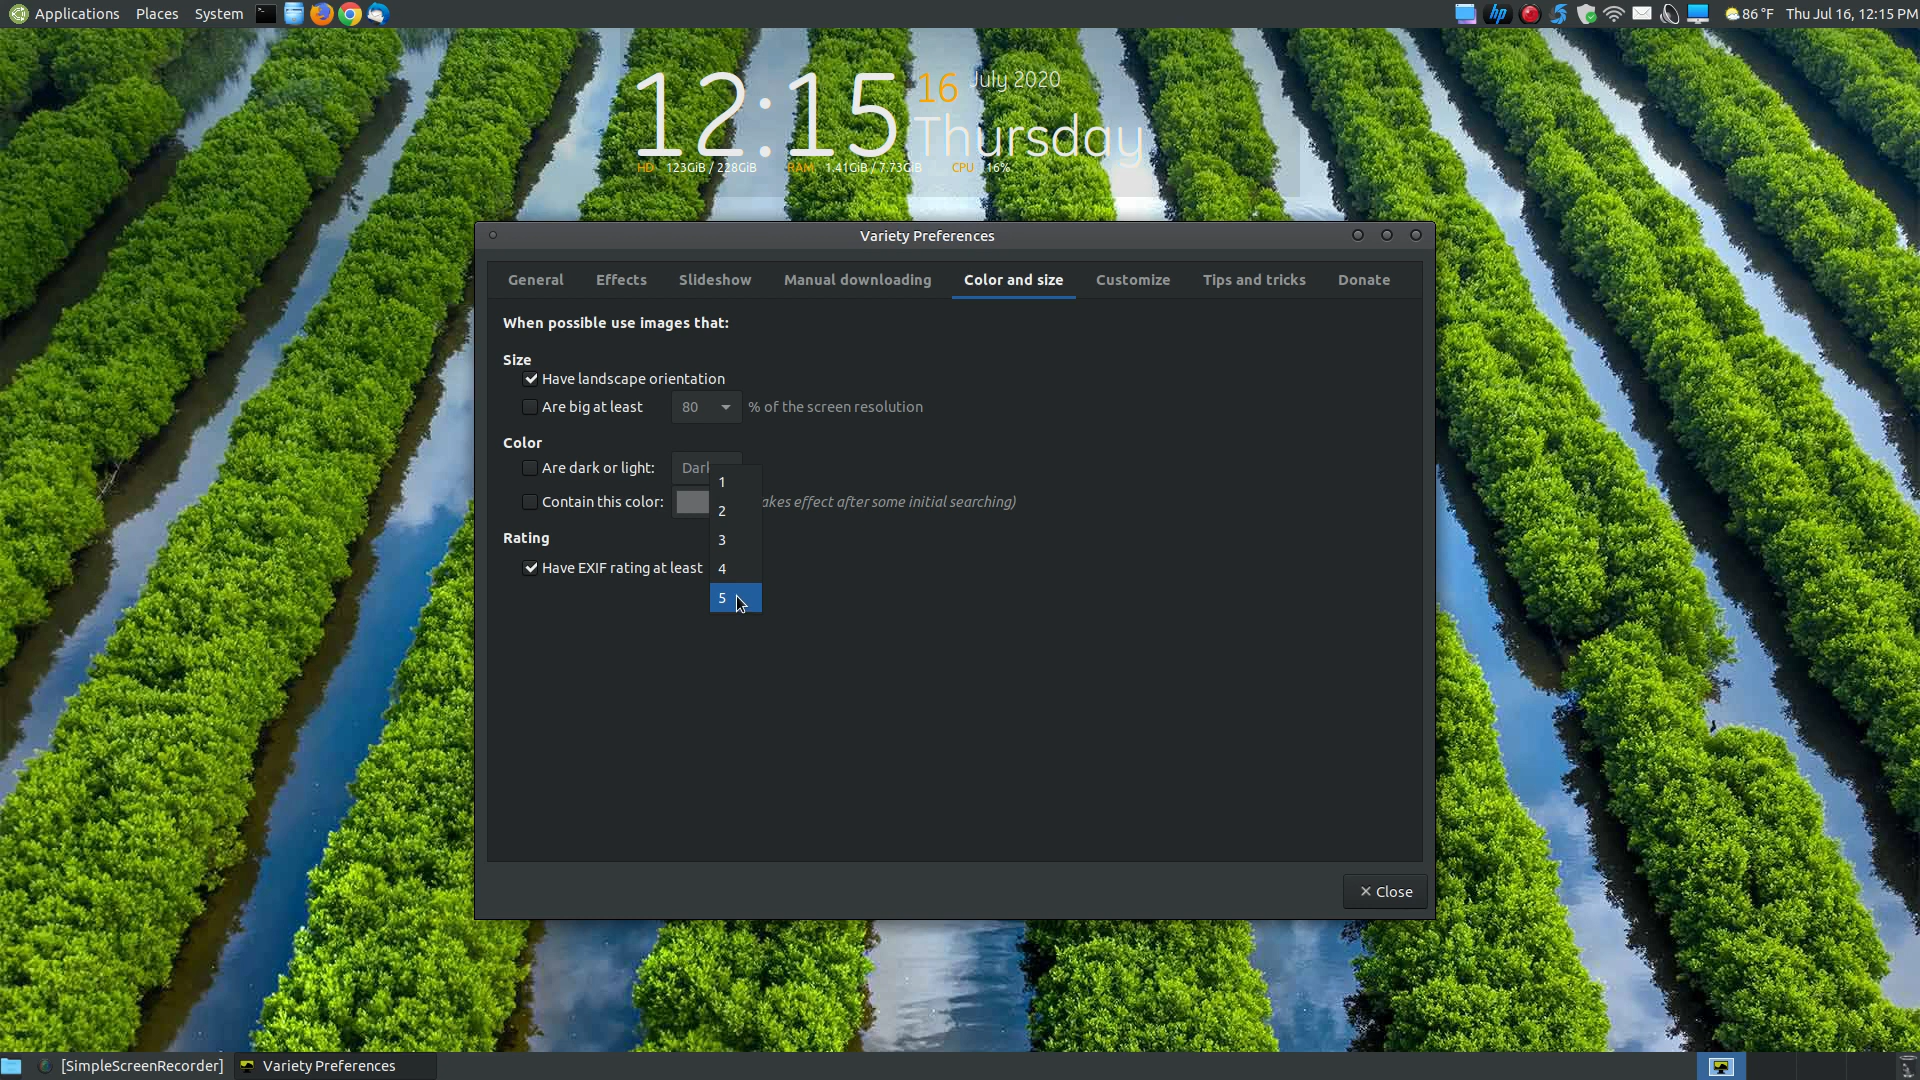 Applications Places System
86 °F Thu Jul 16, 12:15 PM
12:15 16 July 2020
Thursday
HD 123GiB / 228GiB RAM 1.41GiB / 7.73GiB CPU 16%
Variety Preferences
General Effects Slideshow Manual downloading Color and size Customize Tips and tricks Donate
When possible use images that:
Size
Have landscape orientation
Are big at least 80 % of the screen resolution
Color
Are dark or light: Dark
1
Contain this color: akes effect after some initial searching)
2
Rating
3
Have EXIF rating at least 4
5
Close
[SimpleScreenRecorder] Variety Preferences